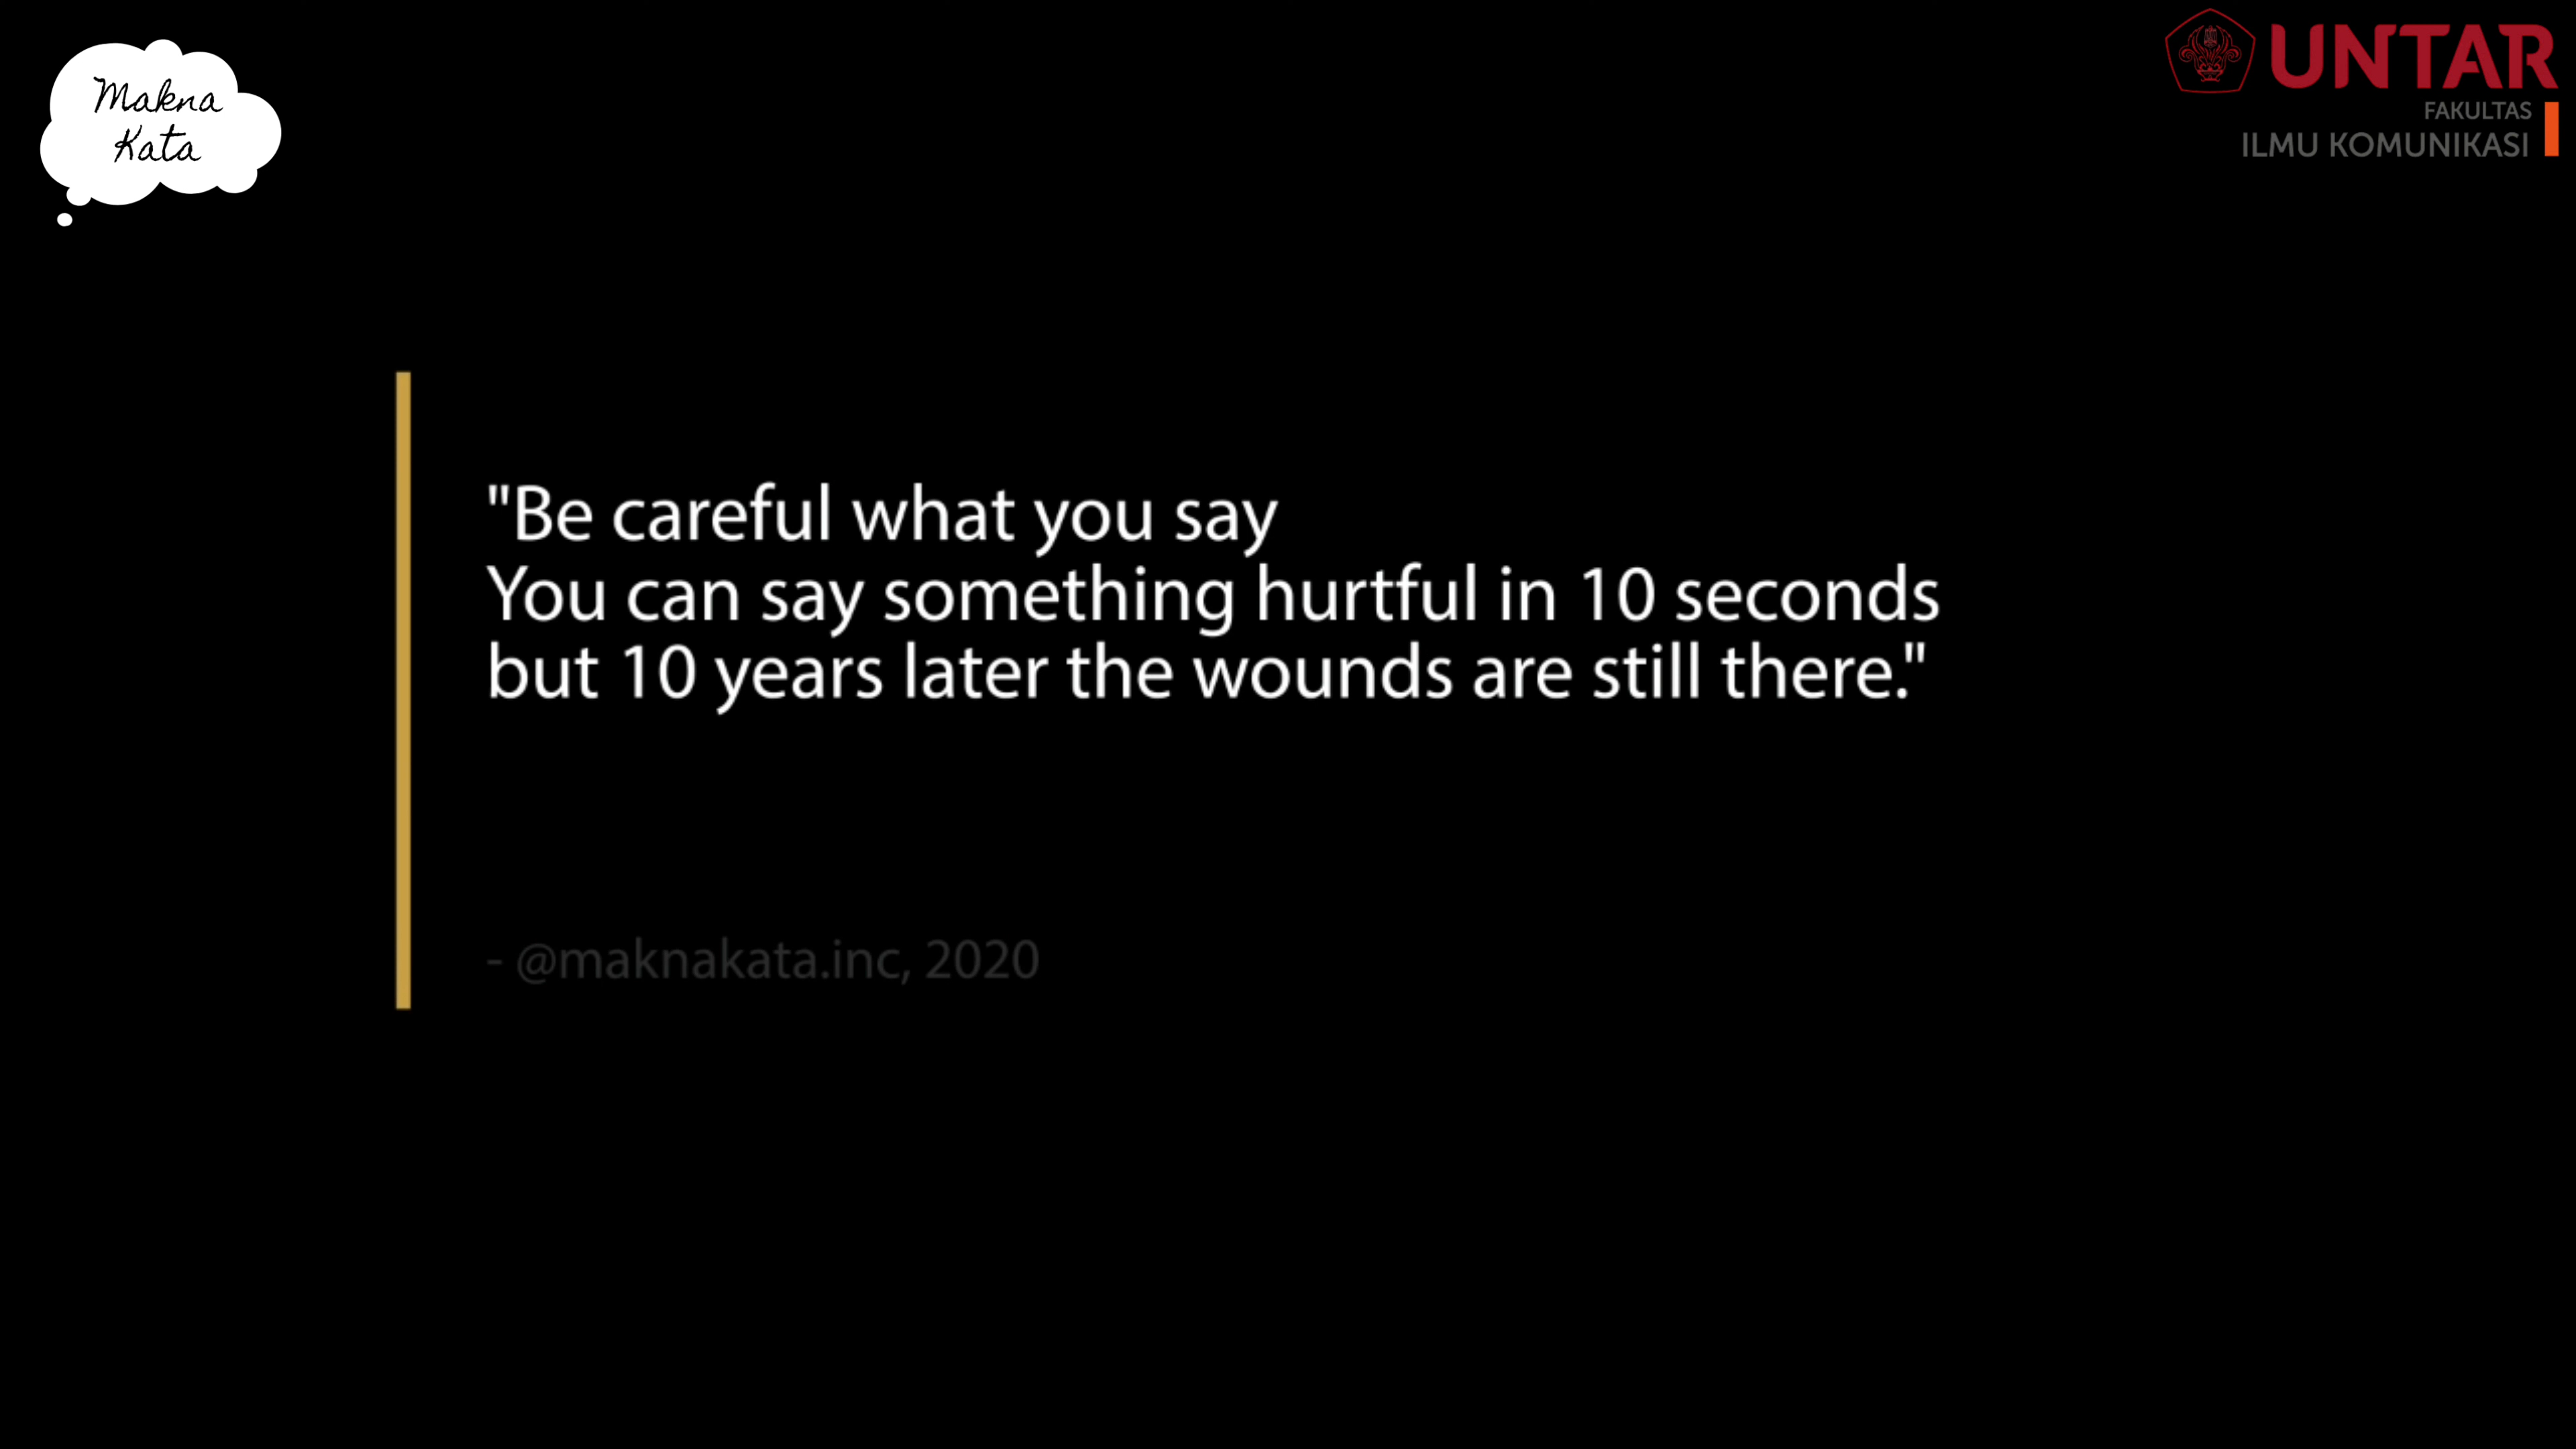 Makna
Kata
UNTAR
FAKULTAS
ILMU KOMUNIKASI
"Be careful what you say
You can say something hurtful in 10 seconds
but 10 years later the wounds are still there."
- @maknakata.inc, 2020